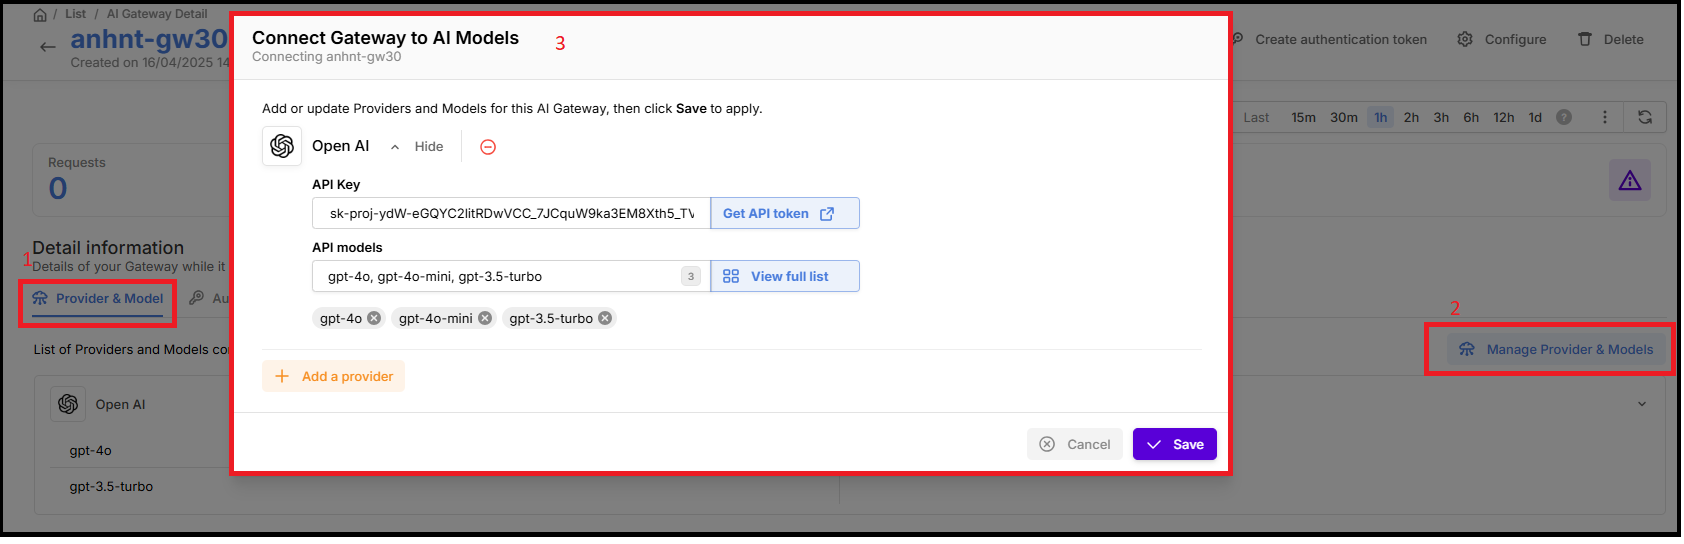 / List / AI Gateway Detail
anhnt-gw30
Created on 16/04/2025 14
Create authentication token
Configure
Delete
Connect Gateway to AI Models
3
Connecting anhnt-gw30
Add or update Providers and Models for this AI Gateway, then click Save to apply.
Open AI
Hide
API Key
Get API token
API models
gpt-4o, gpt-4o-mini, gpt-3.5-turbo
3
View full list
gpt-4o
gpt-4o-mini
gpt-3.5-turbo
Add a provider
Cancel
Save
Last 15m 30m 1h 2h 3h 6h 12h 1d ?
Requests
0
Detail information
1
Details of your Gateway while it
Provider & Model
Au
2
List of Providers and Models co
Manage Provider & Models
Open AI
gpt-4o
gpt-3.5-turbo